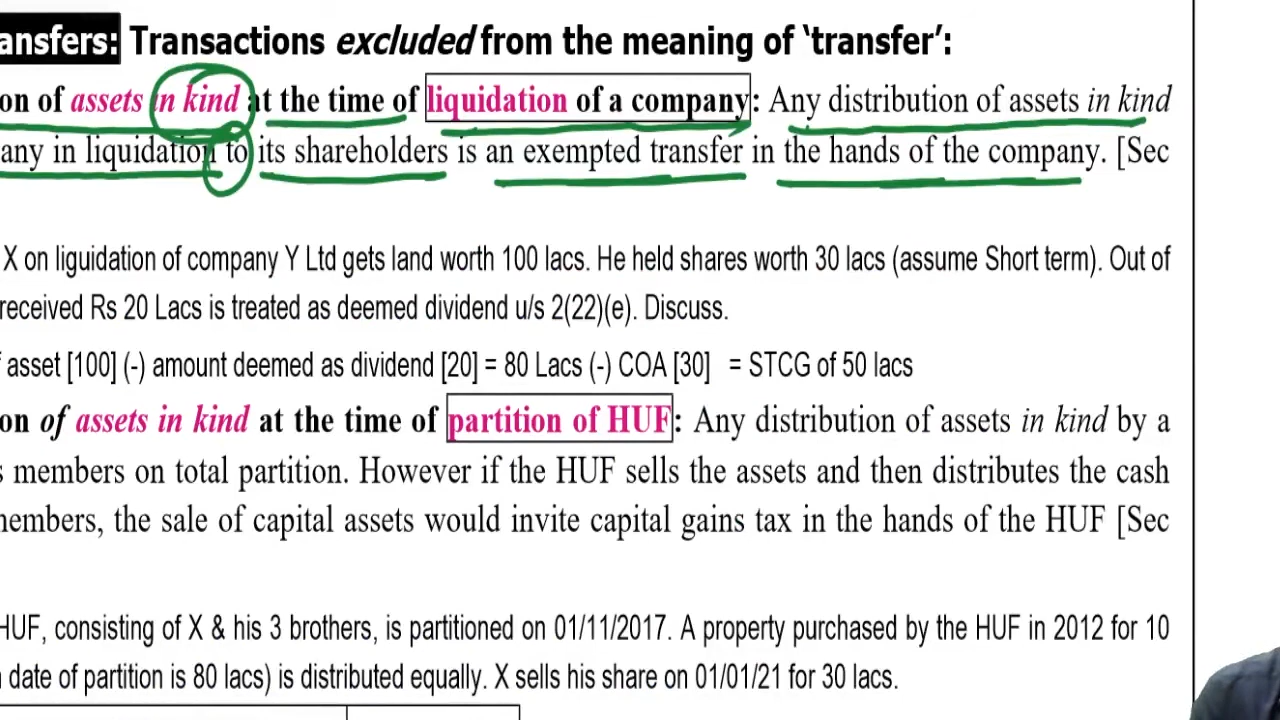 ansfers: Transactions excluded from the meaning of ‘transfer’:
on of assets in kind at the time of liquidation of a company: Any distribution of assets in kind
any in liquidation to its shareholders is an exempted transfer in the hands of the company. [Sec
X on liguidation of company Y Ltd gets land worth 100 lacs. He held shares worth 30 lacs (assume Short term). Out of
received Rs 20 Lacs is treated as deemed dividend u/s 2(22)(e). Discuss.
f asset [100] (-) amount deemed as dividend [20] = 80 Lacs (-) COA [30] = STCG of 50 lacs
on of assets in kind at the time of partition of HUF: Any distribution of assets in kind by a
s members on total partition. However if the HUF sells the assets and then distributes the cash
nembers, the sale of capital assets would invite capital gains tax in the hands of the HUF [Sec
HUF, consisting of X & his 3 brothers, is partitioned on 01/11/2017. A property purchased by the HUF in 2012 for 10
date of partition is 80 lacs) is distributed equally. X sells his share on 01/01/21 for 30 lacs.